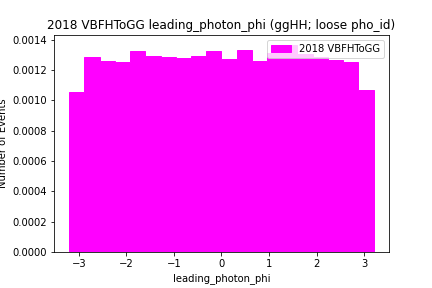 2018 VBFHToGG leading_photon_phi (ggHH; loose pho_id)
2018 VBFHToGG
0.0014
0.0012
0.0010
0.0008
0.0006
0.0004
0.0002
0.0000
Number of Events
−3 −2 −1 0 1 2 3
leading_photon_phi